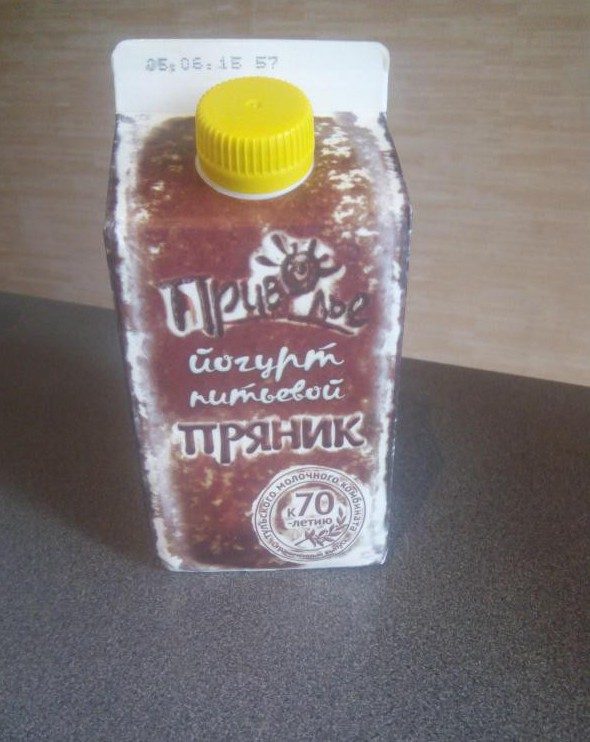 05.06.15 57
Приволье
йогурт
питьевой
пряник
молочного комбината
к 70
-летию